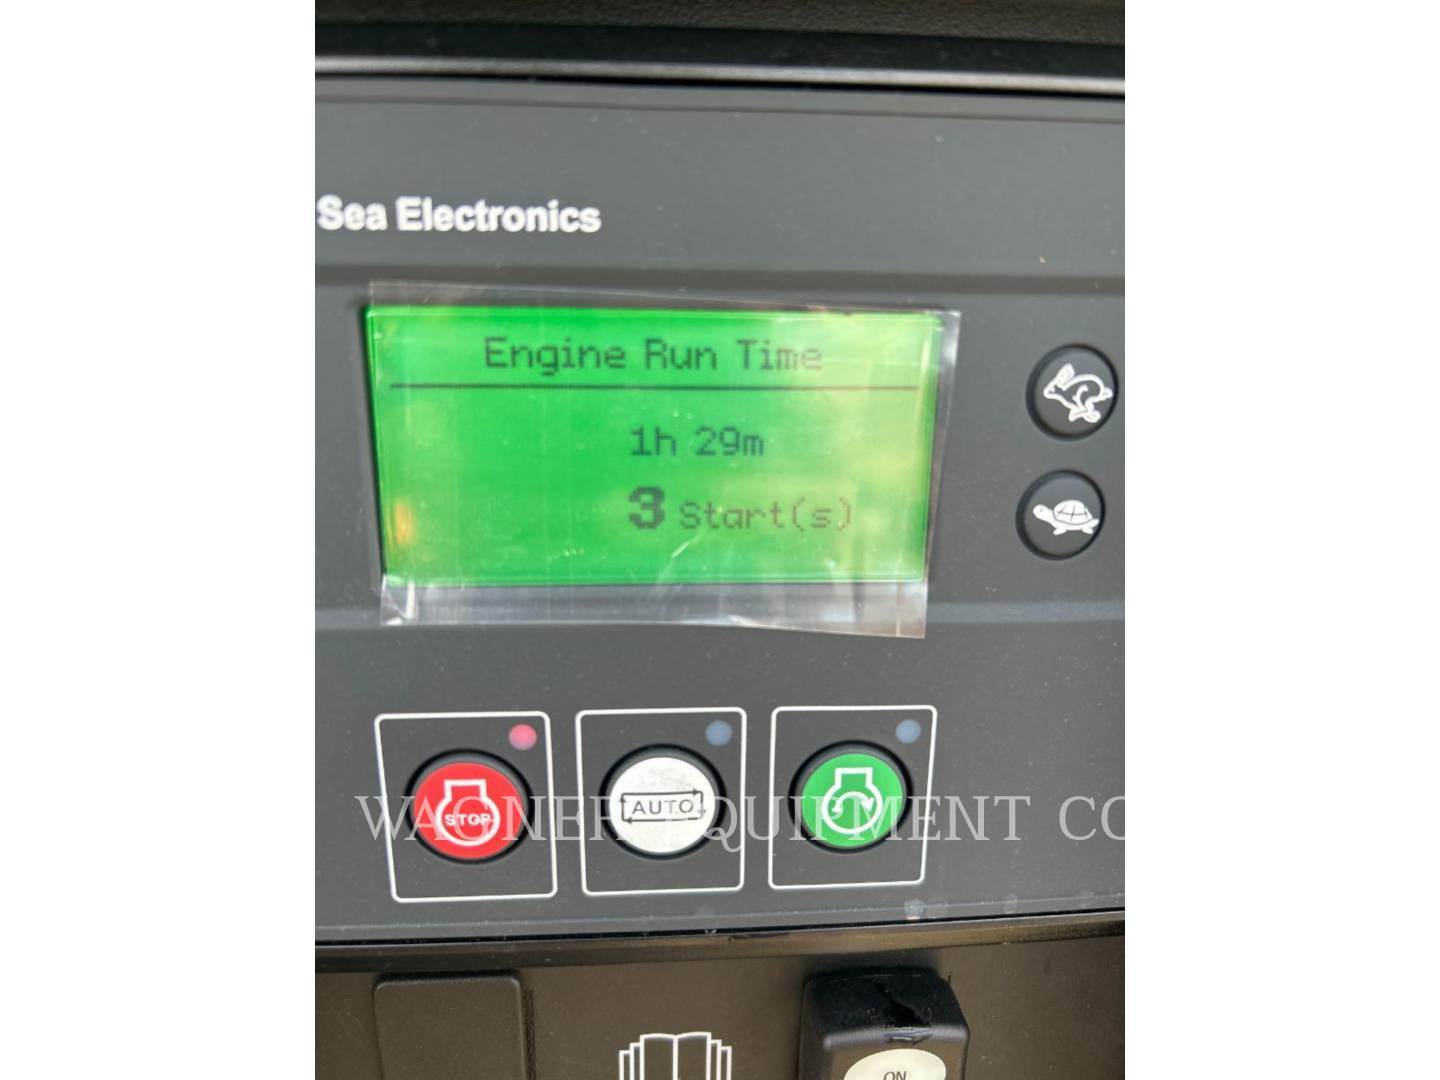 Sea Electronics
Engine Run Time
1h 29m
3 Start(s)
STOP
AUTO
WAGNER EQUIPMENT CO
ON